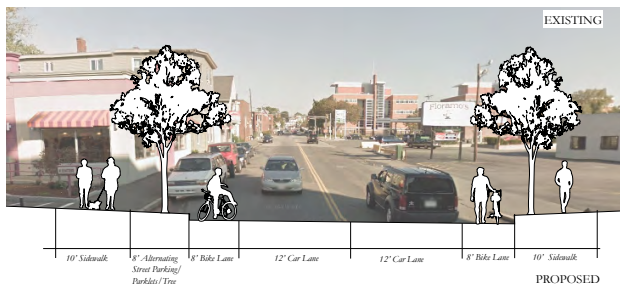 EXISTING
Floramo's
10' Sidewalk
8' Alternating
Street Parking/
Parklets/Tree
8' Bike Lane
12' Car Lane
12' Car Lane
8' Bike Lane
10' Sidewalk
PROPOSED